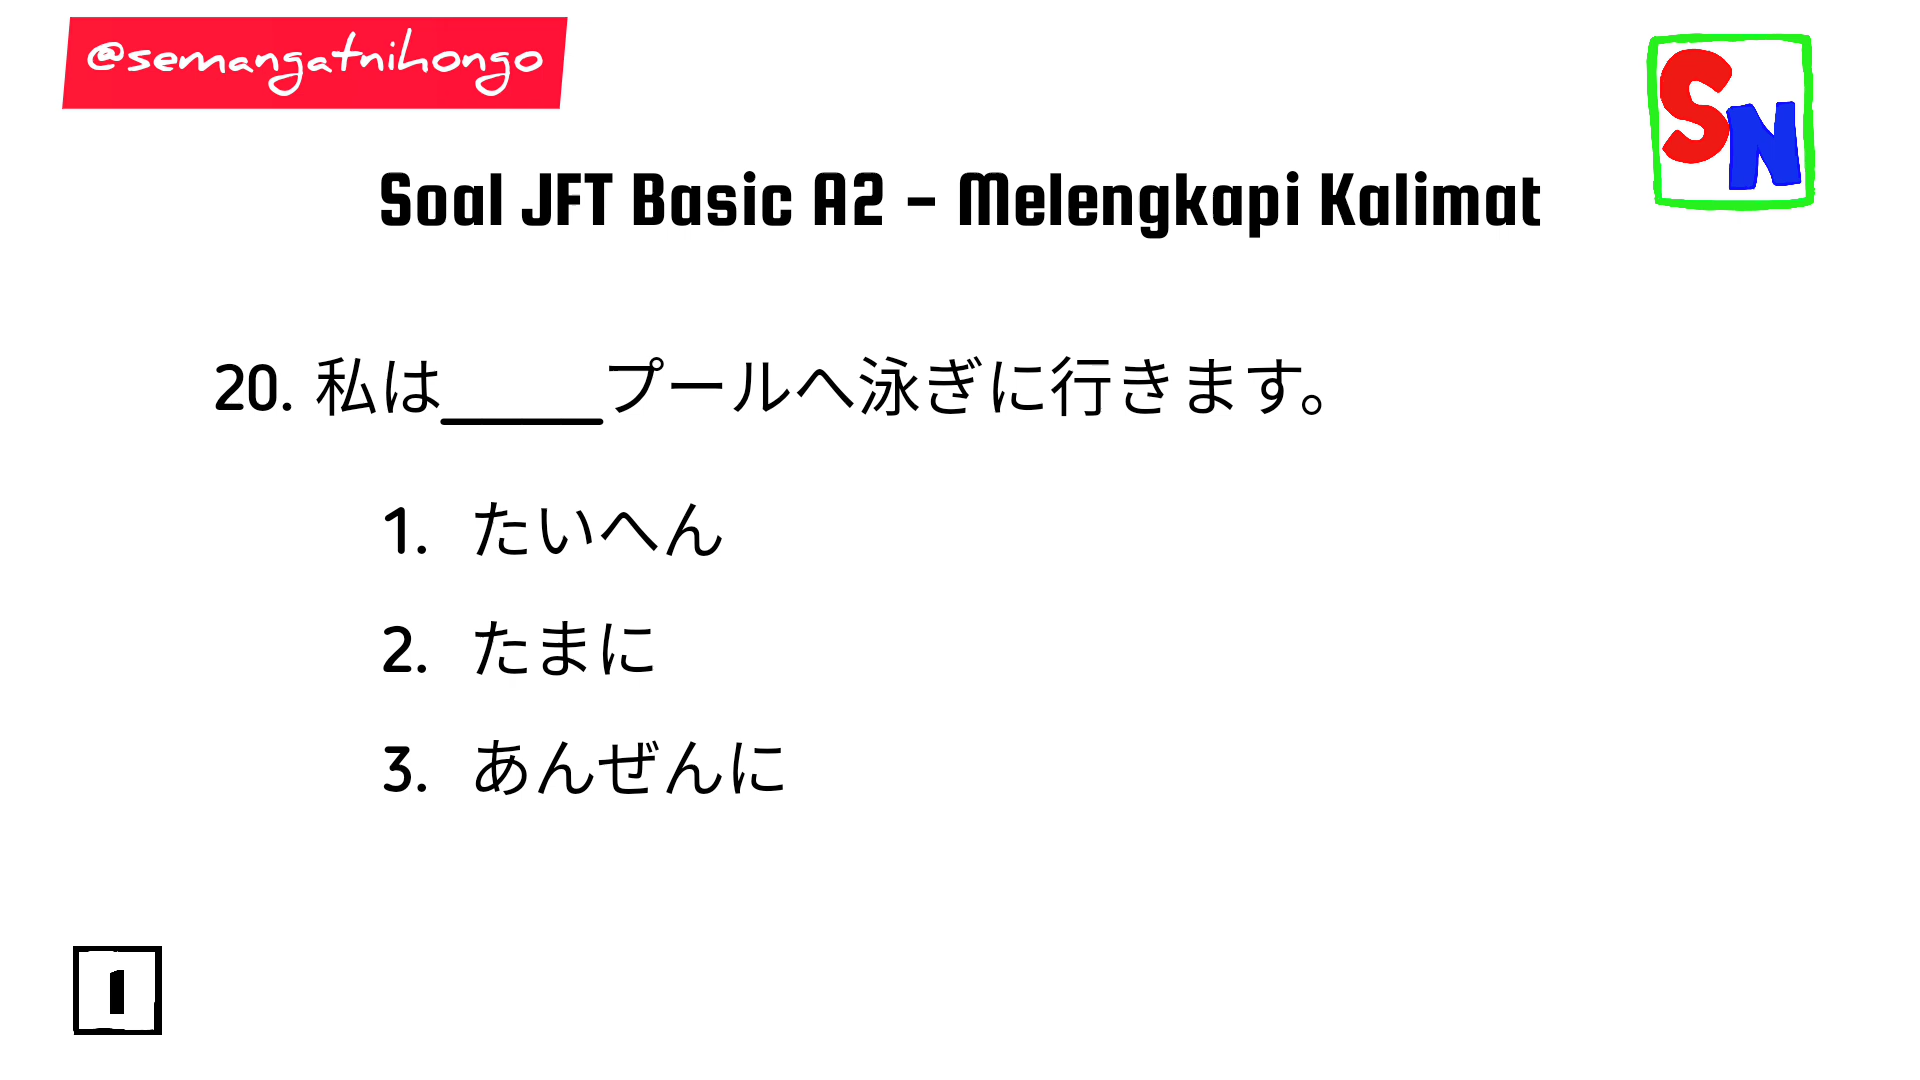 @semangatnihongo
SN
Soal JFT Basic A2 - Melengkapi Kalimat
20. 私は_____プールへ泳ぎに行きます。
1. たいへん
2. たまに
3. あんぜんに
1